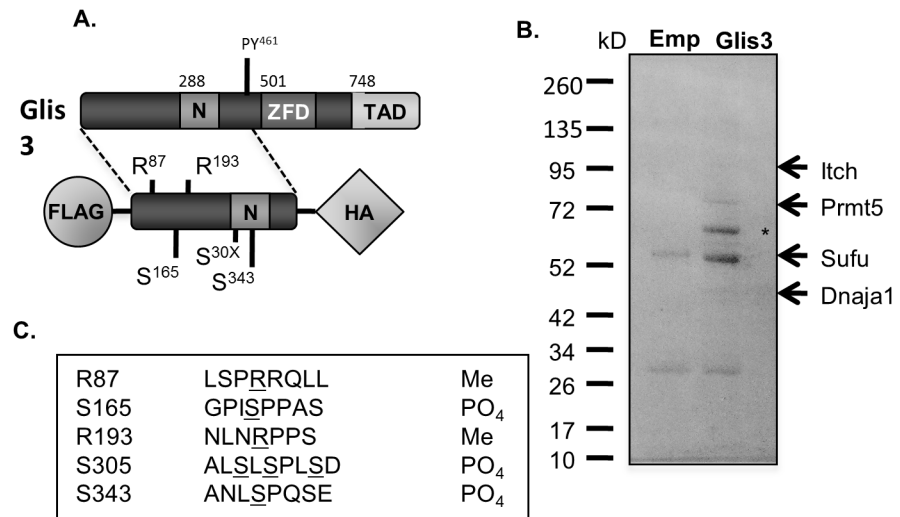 A.
PY461
288 501 748
Glis
3
N ZFD TAD
R87 R193
FLAG N HA
S165 S30X
S343
B.
kD Emp Glis3
260
135
95
72
52
42
34
26
17
10
Itch
Prmt5
*
Sufu
Dnaja1
C.
R87 LSPRRQLL Me
S165 GPISPPAS PO4
R193 NLNRPPS Me
S305 ALSLSPLSD PO4
S343 ANLSPQSE PO4